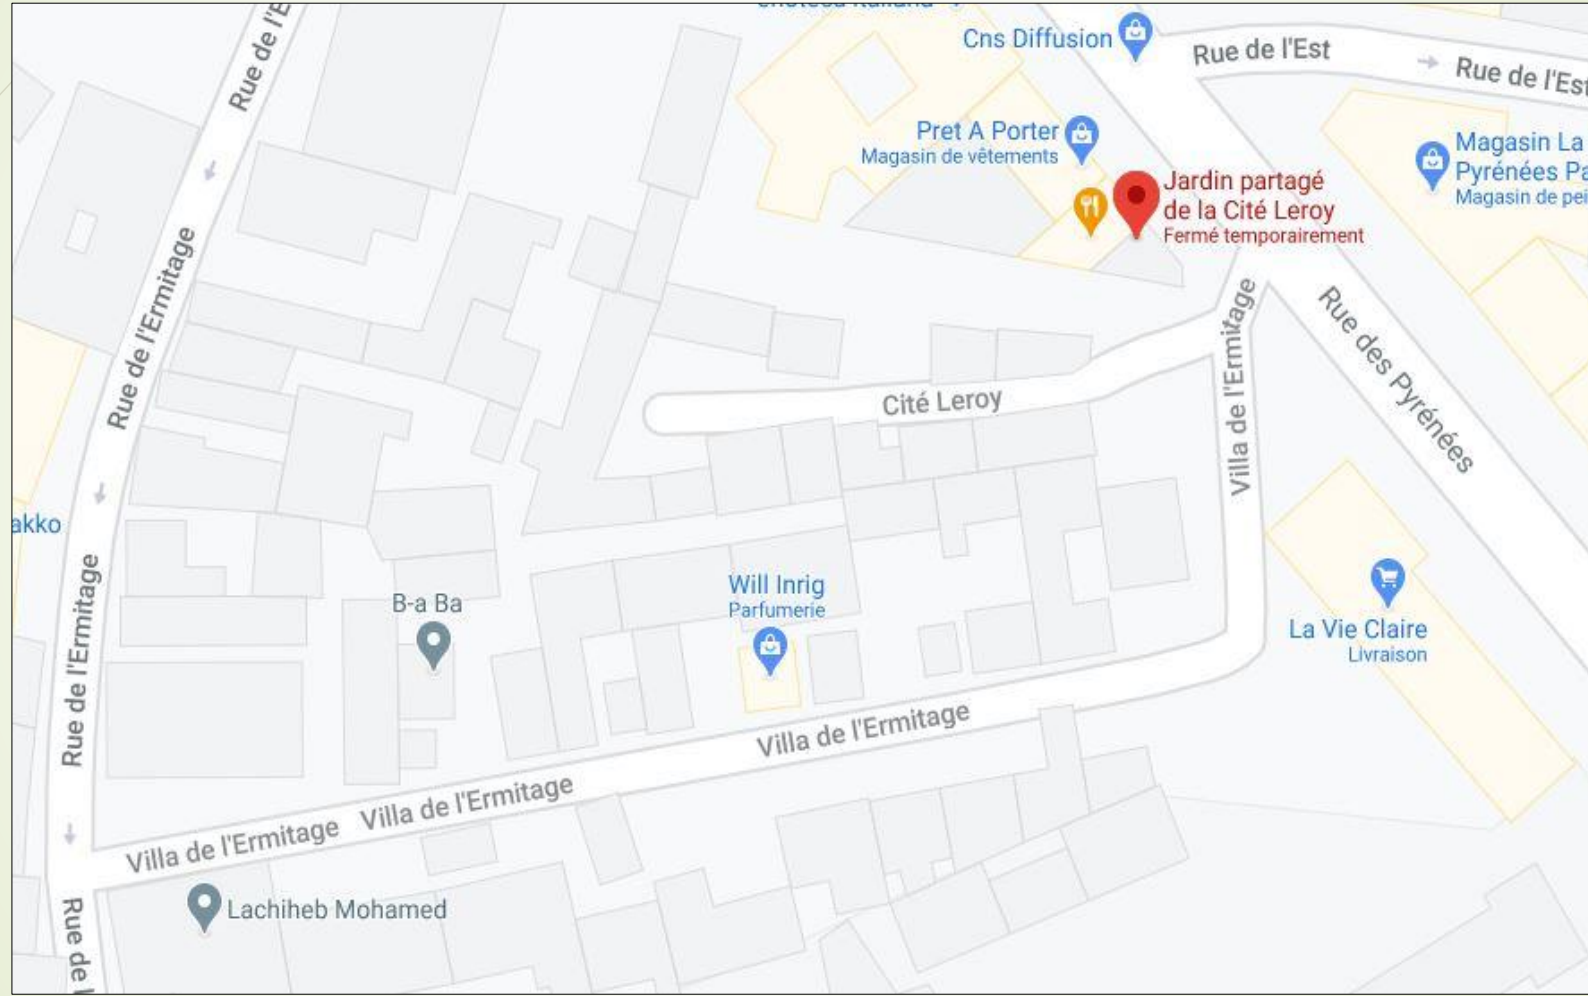 Rue de l'E
Cns Diffusion
Rue de l'Est
Rue de l'Est
Pret A Porter
Magasin de vêtements
Magasin La
Pyrénées Pa
Magasin de pei
Jardin partagé
de la Cité Leroy
Fermé temporairement
Rue de l'Ermitage
Villa de l'Ermitage
Rue des Pyrénées
Cité Leroy
akko
Rue de l'Ermitage
B-a Ba
Will Inrig
Parfumerie
La Vie Claire
Livraison
Villa de l'Ermitage
Villa de l'Ermitage
Villa de l'Ermitage
Lachiheb Mohamed
Rue de l